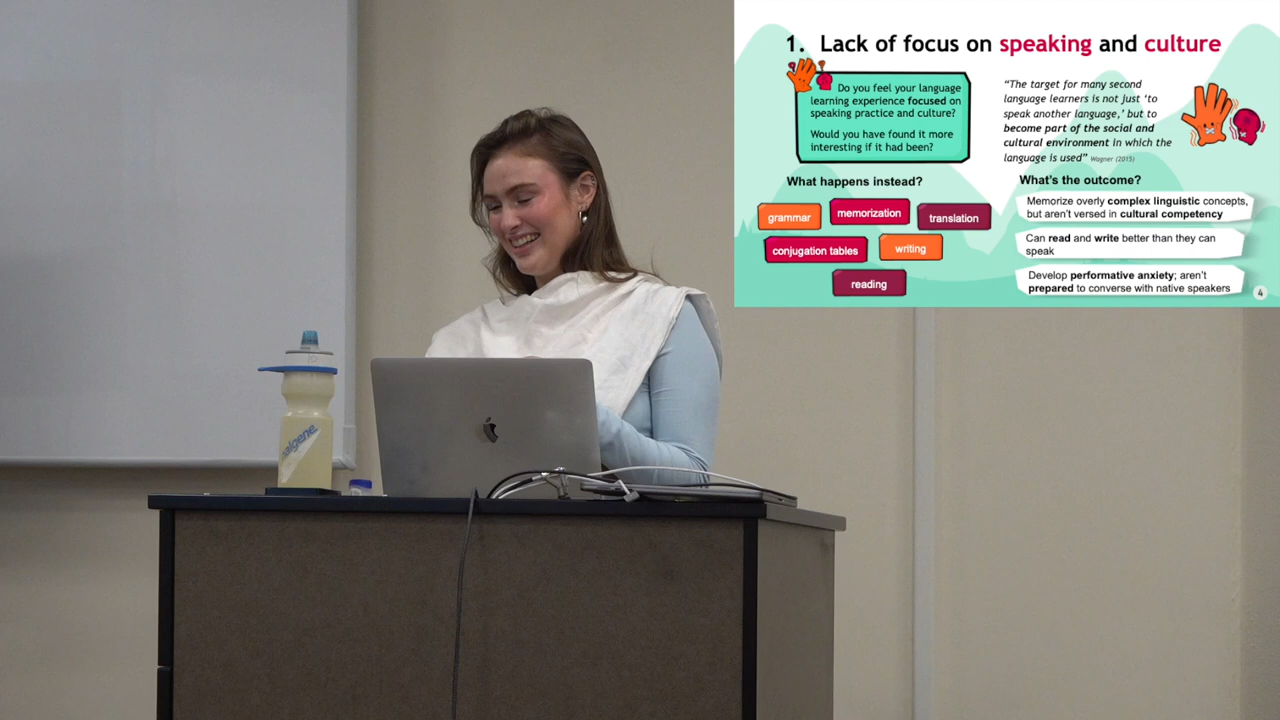 1. Lack of focus on speaking and culture
Do you feel your language
learning experience focused on
speaking practice and culture?
Would you have found it more
interesting if it had been?
“The target for many second
language learners is not just ‘to
speak another language,’ but to
become part of the social and
cultural environment in which the
language is used” Wagner (2015)
What happens instead?
grammar
memorization
translation
conjugation tables
writing
reading
What’s the outcome?
Memorize overly complex linguistic concepts,
but aren’t versed in cultural competency
Can read and write better than they can
speak
Develop performative anxiety; aren’t
prepared to converse with native speakers
4
algene